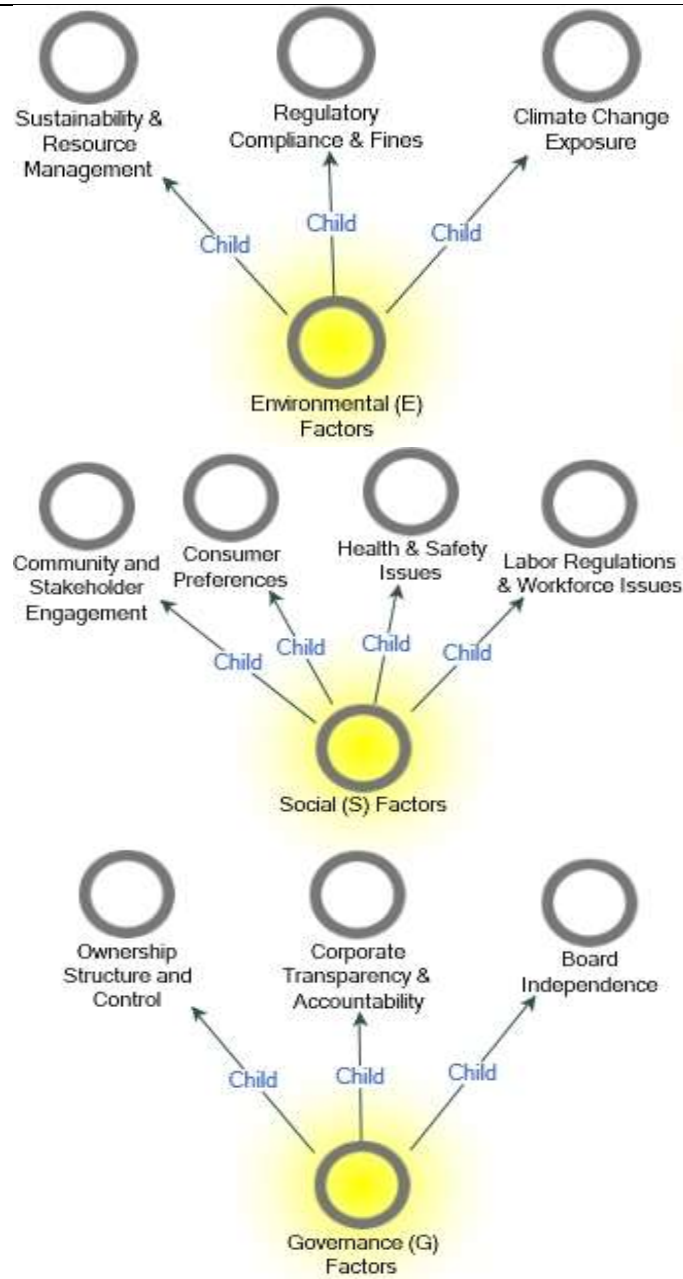 Sustainability &
Resource
Management
Regulatory
Compliance & Fines
Climate Change
Exposure
Child
Child
Child
Environmental (E)
Factors
Community and
Stakeholder
Engagement
Consumer
Preferences
Health & Safety
Issues
Labor Regulations
& Workforce Issues
Child
Child
Child
Child
Social (S) Factors
Ownership
Structure and
Control
Corporate
Transparency &
Accountability
Board
Independence
Child
Child
Child
Governance (G)
Factors